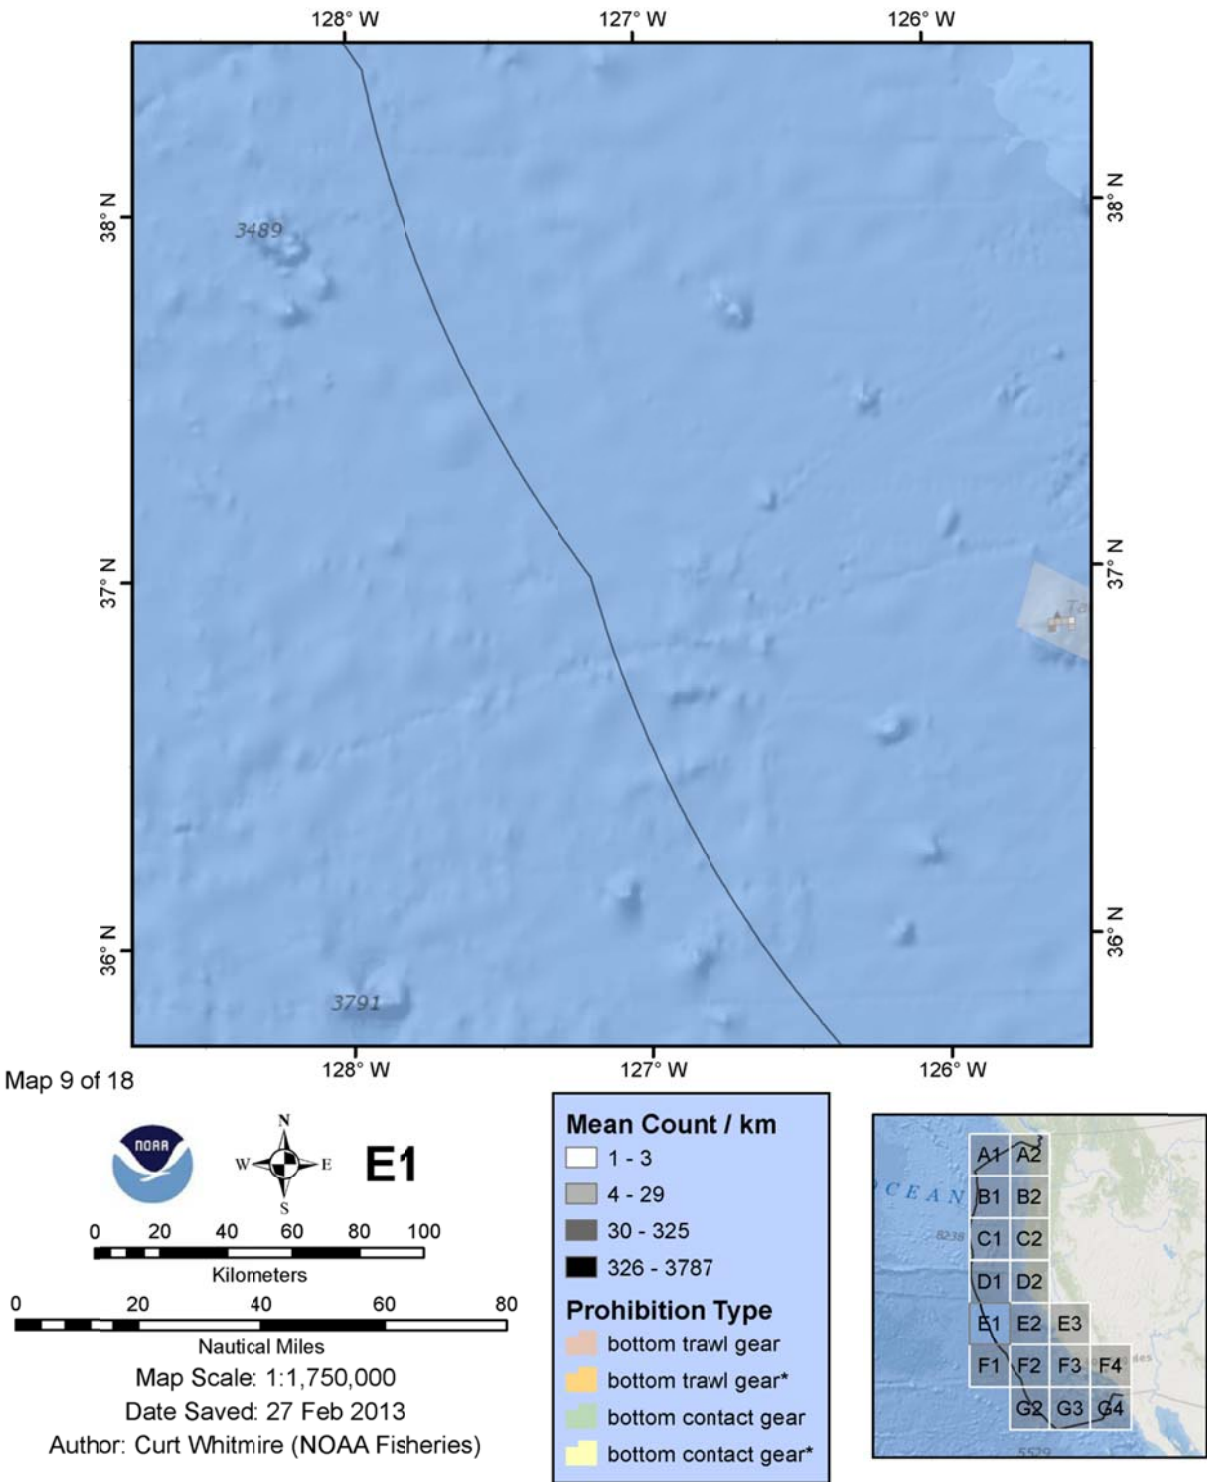 128° W 127° W 126° W
38° N
38° N
3489
37° N
37° N
Ta
36° N
36° N
3791
128° W 127° W 126° W
Map 9 of 18
NOAA
N
W E
S
E1
0 20 40 60 80 100
Kilometers
0 20 40 60 80
Nautical Miles
Map Scale: 1:1,750,000
Date Saved: 27 Feb 2013
Author: Curt Whitmire (NOAA Fisheries)
Mean Count / km
1 - 3
4 - 29
30 - 325
326 - 3787
Prohibition Type
bottom trawl gear
bottom trawl gear*
bottom contact gear
bottom contact gear*
A1 A2
OCEAN
B1 B2
8238
C1 C2
D1 D2
E1 E2 E3
F1 F2 F3 F4
G2 G3 G4
5529